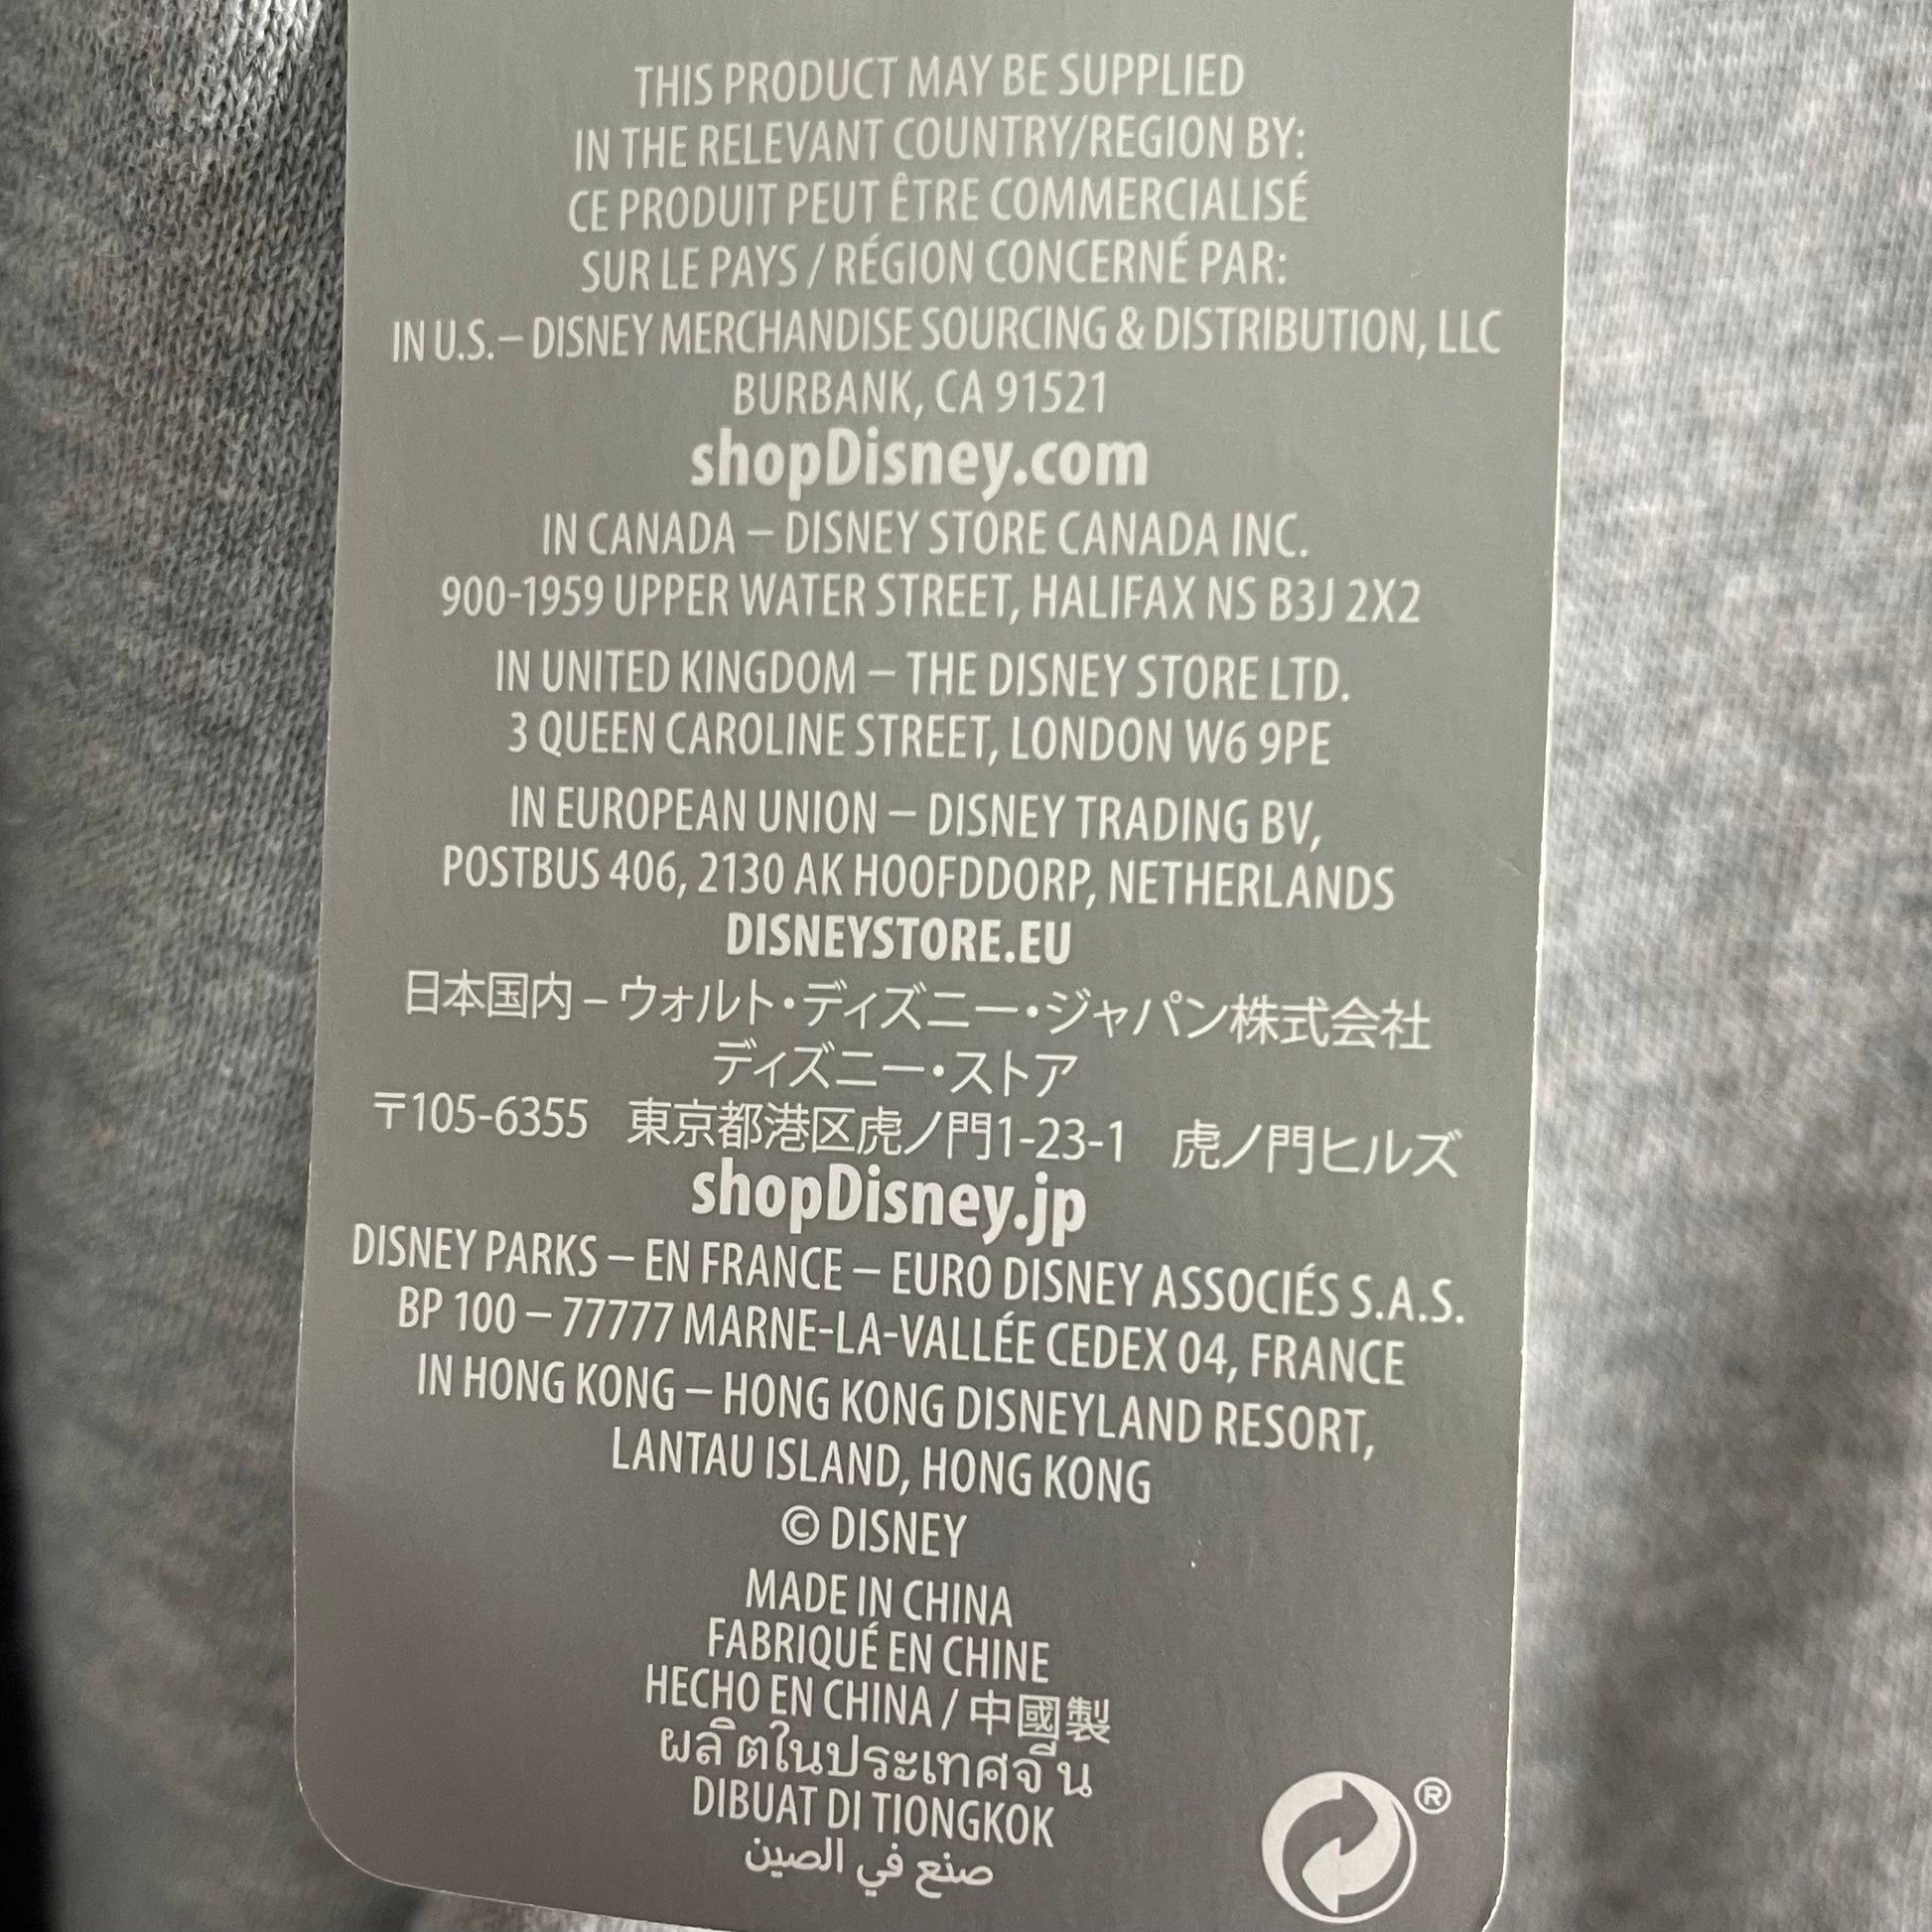 THIS PRODUCT MAY BE SUPPLIED
IN THE RELEVANT COUNTRY/REGION BY:
CE PRODUIT PEUT ÊTRE COMMERCIALISÉ
SUR LE PAYS / RÉGION CONCERNÉ PAR:
IN U.S.– DISNEY MERCHANDISE SOURCING & DISTRIBUTION, LLC
BURBANK, CA 91521
shopDisney.com
IN CANADA – DISNEY STORE CANADA INC.
900-1959 UPPER WATER STREET, HALIFAX NS B3J 2X2
IN UNITED KINGDOM – THE DISNEY STORE LTD.
3 QUEEN CAROLINE STREET, LONDON W6 9PE
IN EUROPEAN UNION – DISNEY TRADING BV,
POSTBUS 406, 2130 AK HOOFDDORP, NETHERLANDS
DISNEYSTORE.EU
日本国内 – ウォルト・ディズニー・ジャパン株式会社
ディズニー・ストア
〒105-6355 東京都港区虎ノ門1-23-1 虎ノ門ヒルズ
shopDisney.jp
DISNEY PARKS – EN FRANCE – EURO DISNEY ASSOCIÉS S.A.S.
BP 100 – 77777 MARNE-LA-VALLÉE CEDEX 04, FRANCE
IN HONG KONG – HONG KONG DISNEYLAND RESORT,
LANTAU ISLAND, HONG KONG
© DISNEY
MADE IN CHINA
FABRIQUÉ EN CHINE
HECHO EN CHINA / 中國製
ผลิตในประเทศจีน
DIBUAT DI TIONGKOK
صنع في الصين
®